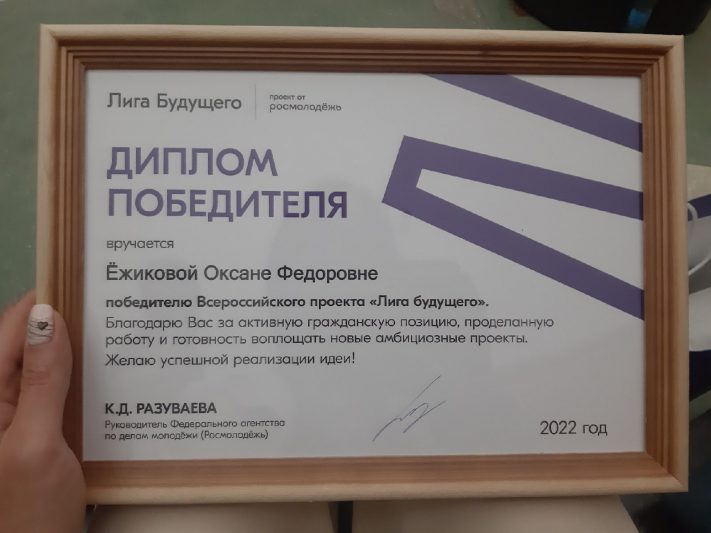 Лига Будущего
проект от
росмолодёжь
ДИПЛОМ
ПОБЕДИТЕЛЯ
вручается
Ёжиковой Оксане Федоровне
победителю Всероссийского проекта «Лига будущего».
Благодарю Вас за активную гражданскую позицию, проделанную
работу и готовность воплощать новые амбициозные проекты.
Желаю успешной реализации идеи!
К.Д. РАЗУВАЕВА
Руководитель Федерального агентства
по делам молодёжи (Росмолодёжь)
2022 год